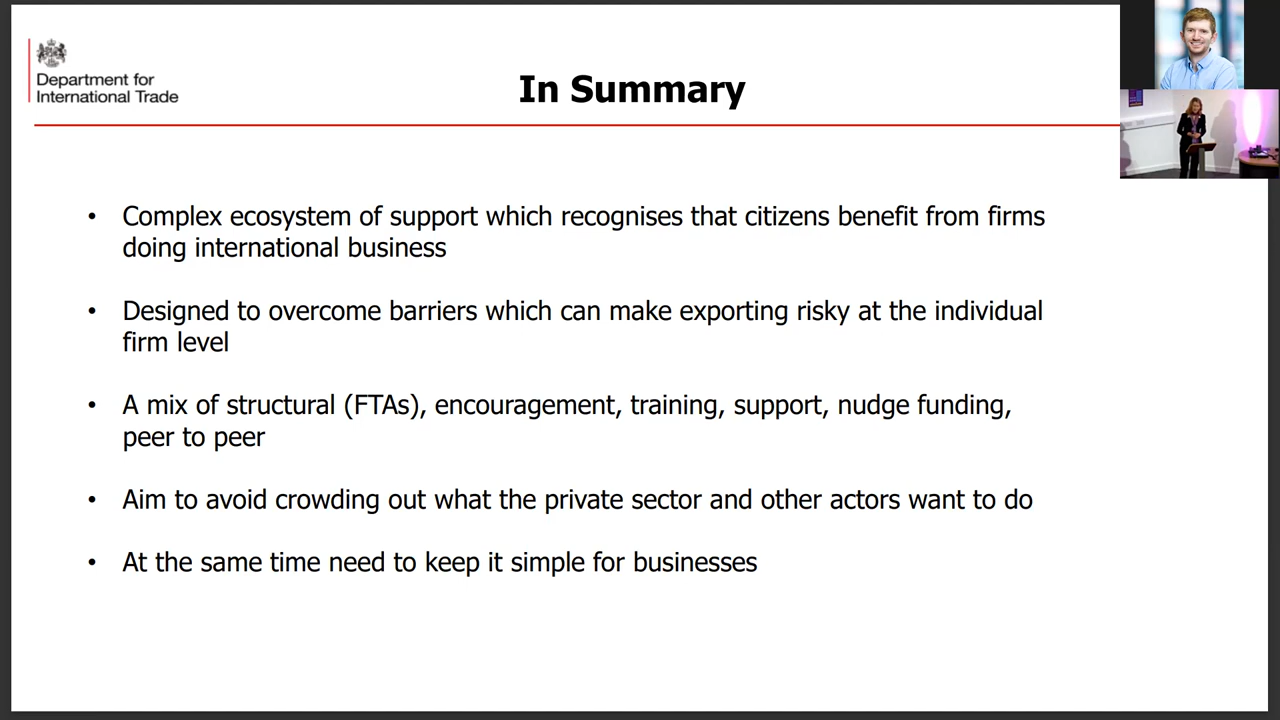 Department for
International Trade
In Summary
• Complex ecosystem of support which recognises that citizens benefit from firms
doing international business
• Designed to overcome barriers which can make exporting risky at the individual
firm level
• A mix of structural (FTAs), encouragement, training, support, nudge funding,
peer to peer
• Aim to avoid crowding out what the private sector and other actors want to do
• At the same time need to keep it simple for businesses